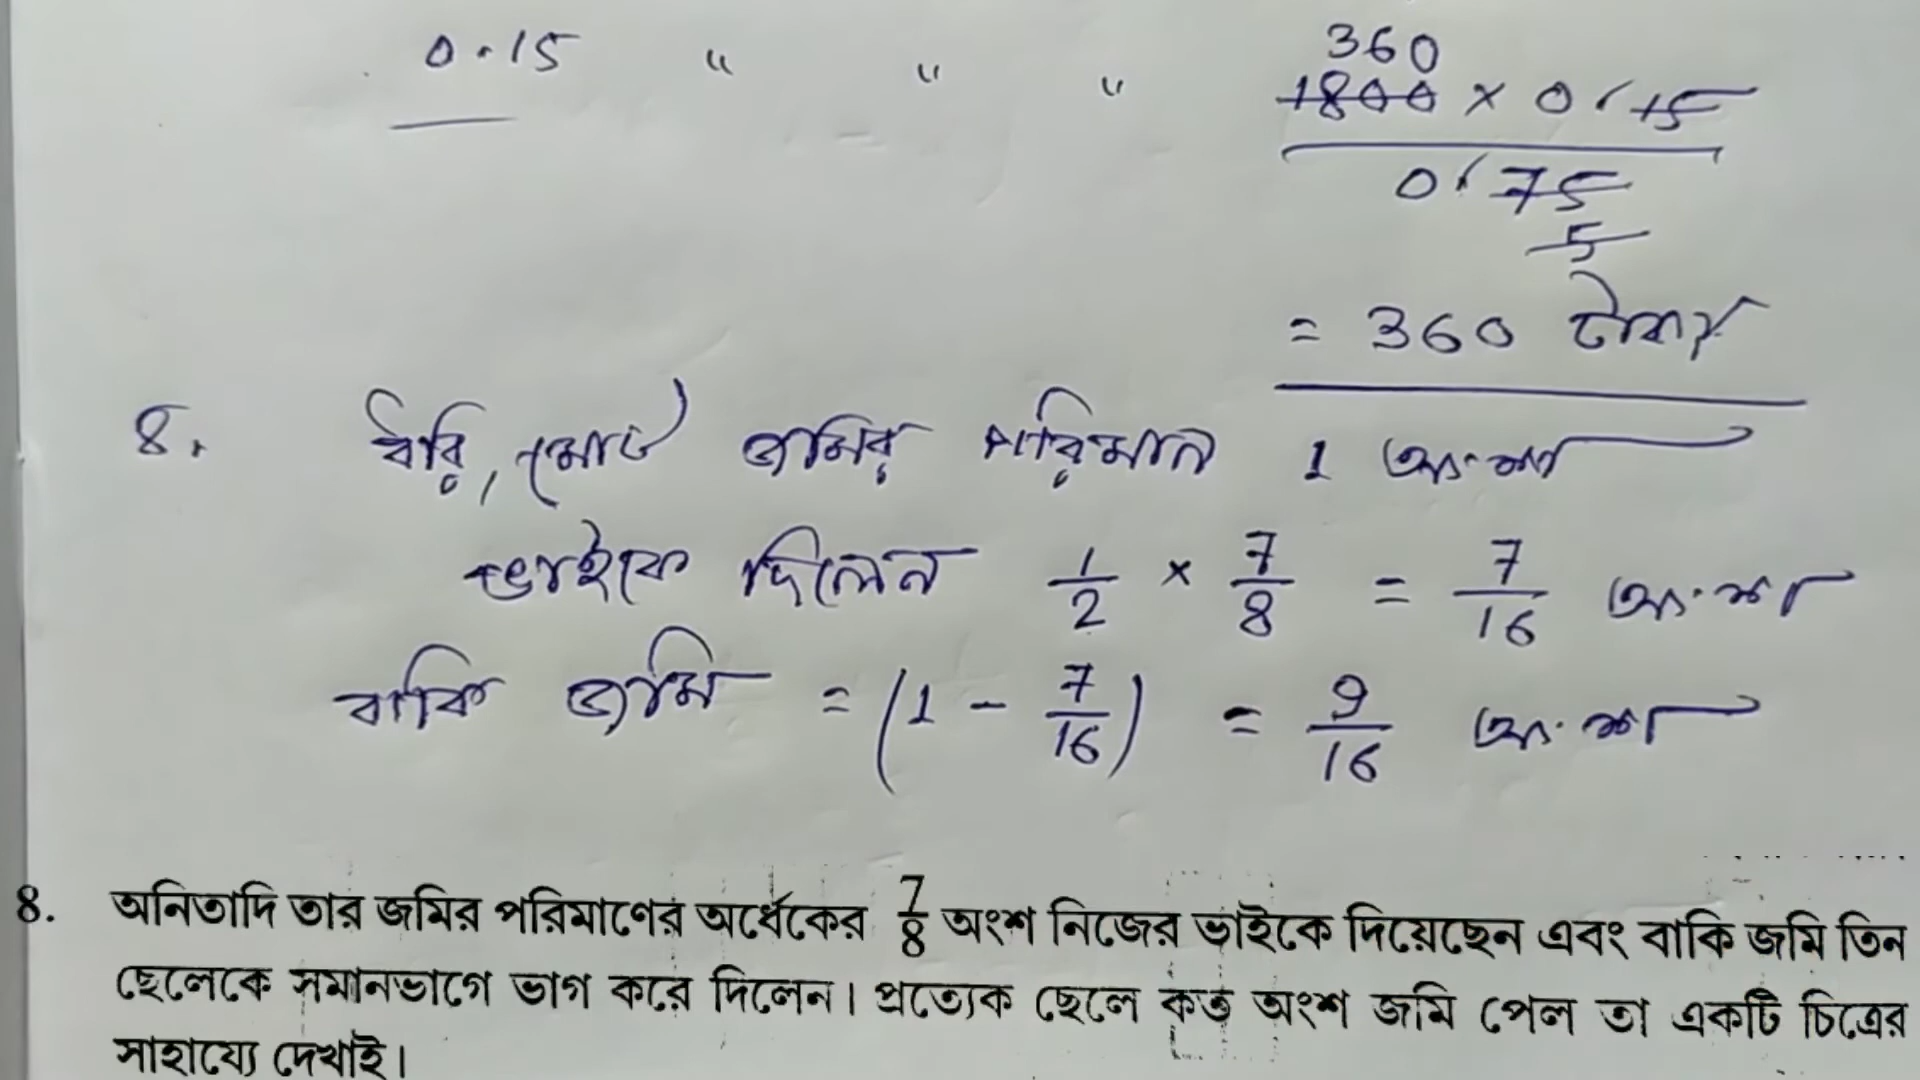 0.15 " " "
360
1800 × 0.15
0.75
5
= 360 টাকা
8. ধরি, মোট জমির পরিমান 1 অংশ
ভাইকে দিলেন 1/2 × 7/8 = 7/16 অংশ
বাকি জমি = (1 - 7/16) = 9/16 অংশ
8. অনিতাদি তার জমির পরিমাণের অর্ধেকের 7/8 অংশ নিজের ভাইকে দিয়েছেন এবং বাকি জমি তিন
ছেলেকে সমানভাগে ভাগ করে দিলেন। প্রত্যেক ছেলে কত অংশ জমি পেল তা একটি চিত্রের
সাহায্যে দেখাই।